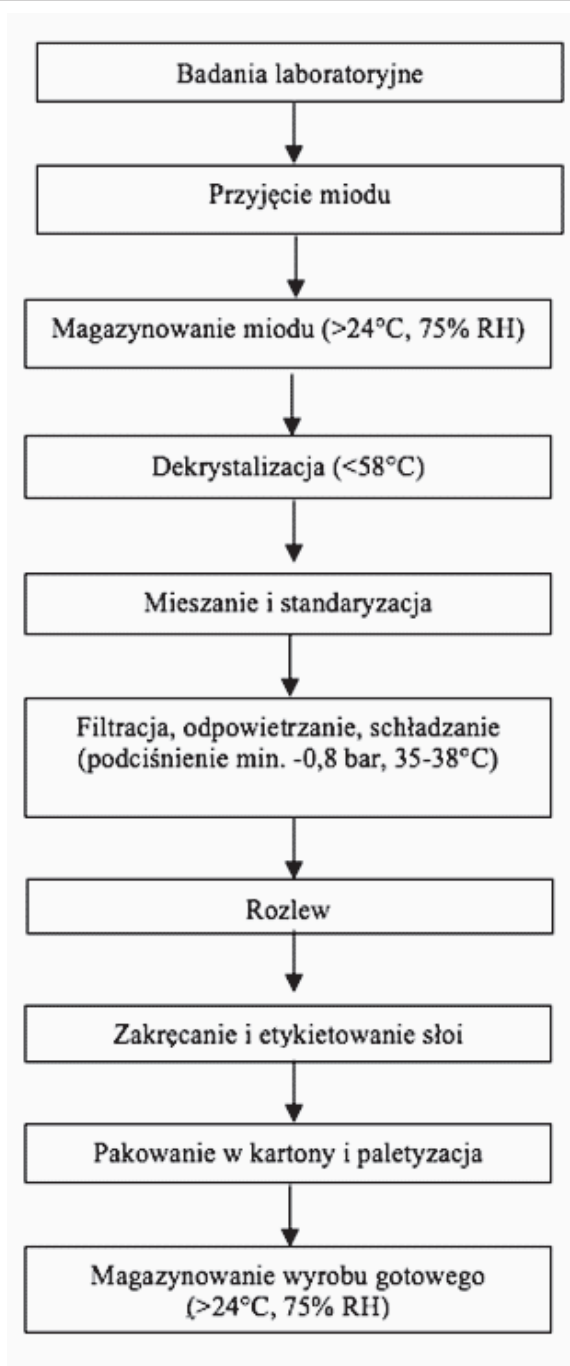 Badania laboratoryjne
Przyjęcie miodu
Magazynowanie miodu (>24°C, 75% RH)
Dekrystalizacja (<58°C)
Mieszanie i standaryzacja
Filtracja, odpowietrzanie, schładzanie
(podciśnienie min. -0,8 bar, 35-38°C)
Rozlew
Zakręcanie i etykietowanie słoi
Pakowanie w kartony i paletyzacja
Magazynowanie wyrobu gotowego
(>24°C, 75% RH)